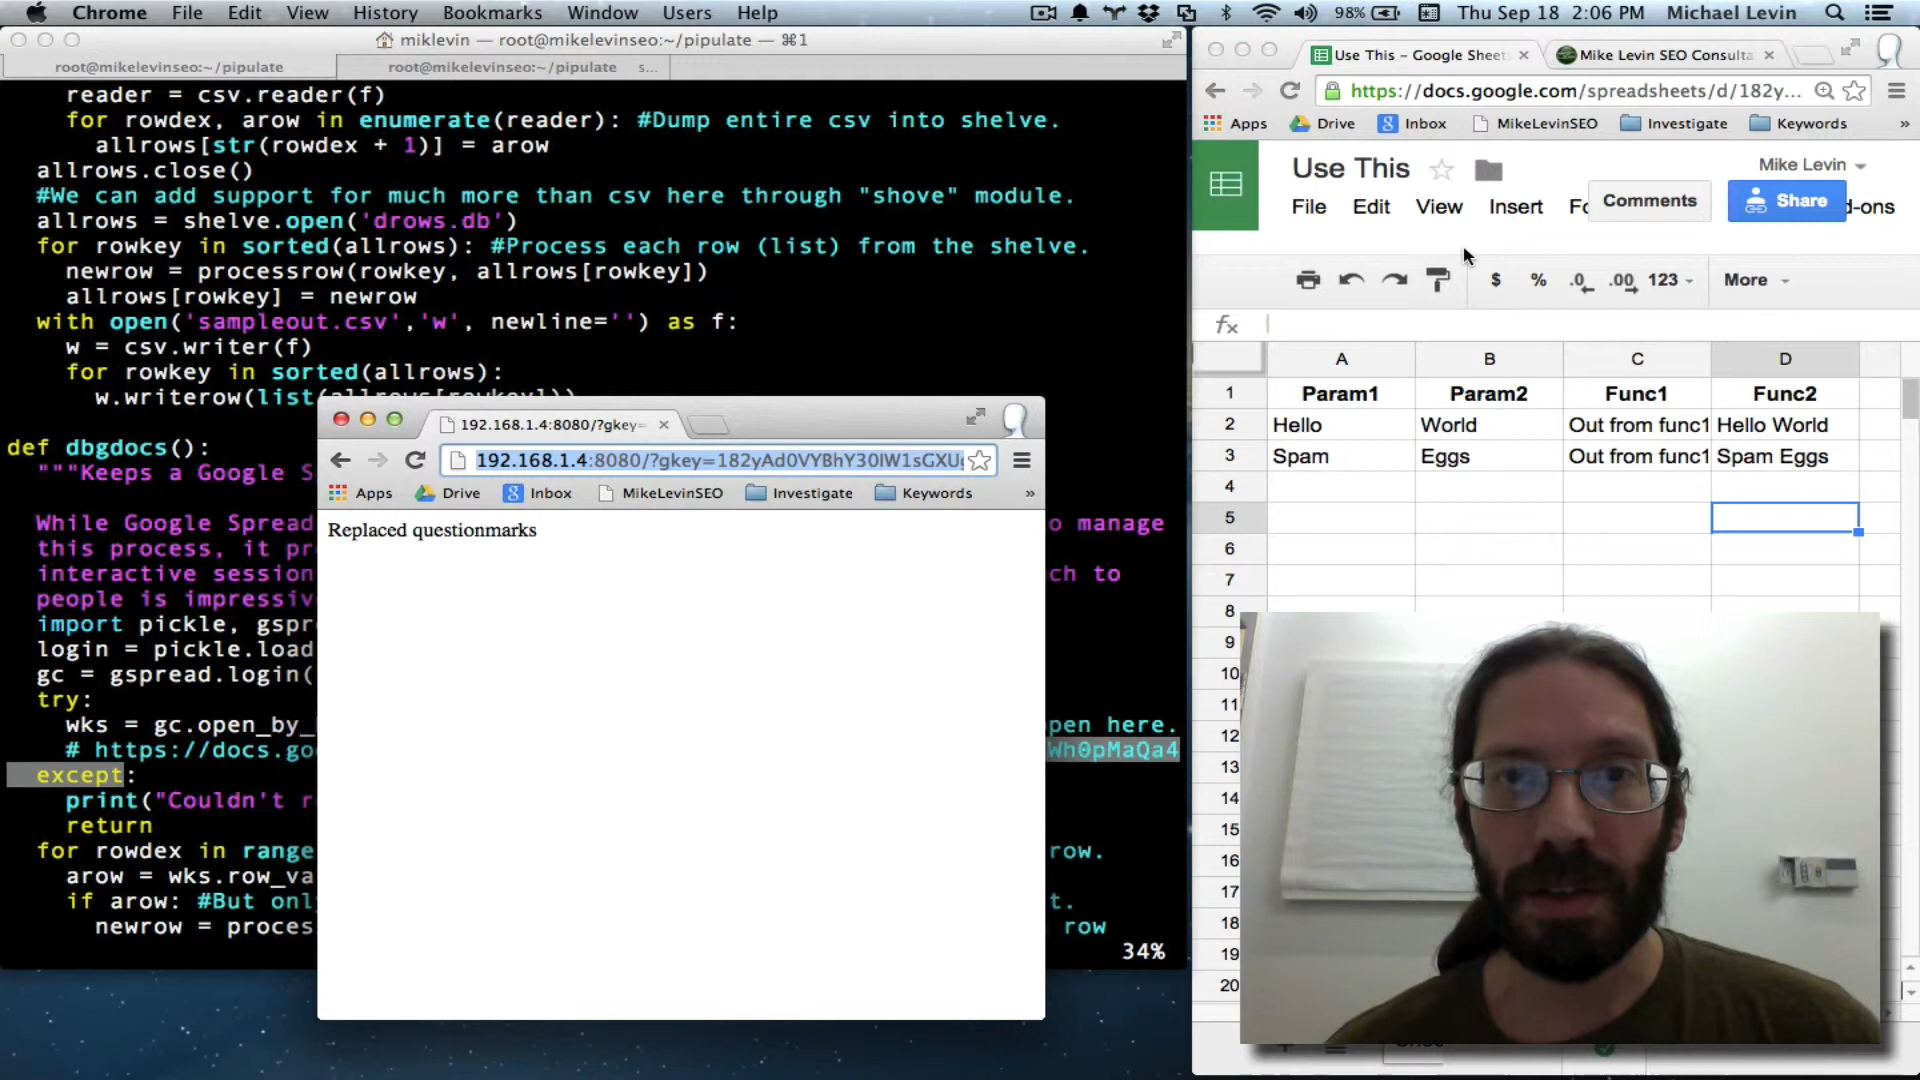 Chrome File Edit View History Bookmarks Window Users Help
98% Thu Sep 18 2:06 PM Michael Levin
miklevin — root@mikelevinseo:~/pipulate — ⌘1
root@mikelevinseo:~/pipulate
root@mikelevinseo:~/pipulate s...
reader = csv.reader(f)
for rowdex, arow in enumerate(reader): #Dump entire csv into shelve.
allrows[str(rowdex + 1)] = arow
allrows.close()
#We can add support for much more than csv here through "shove" module.
allrows = shelve.open('drows.db')
for rowkey in sorted(allrows): #Process each row (list) from the shelve.
newrow = processrow(rowkey, allrows[rowkey])
allrows[rowkey] = newrow
with open('sampleout.csv','w', newline='') as f:
w = csv.writer(f)
for rowkey in sorted(allrows):
w.writerow(list
def dbgdocs():
"""Keeps a Google S
While Google Spread
o manage
this process, it pr
interactive session
ch to
people is impressiv
import pickle, gspr
login = pickle.load
gc = gspread.login(
try:
wks = gc.open_by_
pen here.
# https://docs.go
Wh0pMaQa4
except:
print("Couldn't r
return
for rowdex in range
row.
arow = wks.row_va
if arow: #But onl
t.
newrow = proces
row
34%
192.168.1.4:8080/?gkey=
192.168.1.4:8080/?gkey=182yAd0VYBhY30lW1sGXU
Apps Drive Inbox MikeLevinSEO Investigate Keywords »
Replaced questionmarks
Use This – Google Sheet
Mike Levin SEO Consulta
https://docs.google.com/spreadsheets/d/182y...
Apps Drive Inbox MikeLevinSEO Investigate Keywords »
Use This
Mike Levin
Comments Share
File Edit View Insert Fo d-ons
$ % .0 .00 123 More
fx
A B C D
1 Param1 Param2 Func1 Func2
2 Hello World Out from func1 Hello World
3 Spam Eggs Out from func1 Spam Eggs
4
5
6
7
8
9
10
11
12
13
14
15
16
17
18
19
20